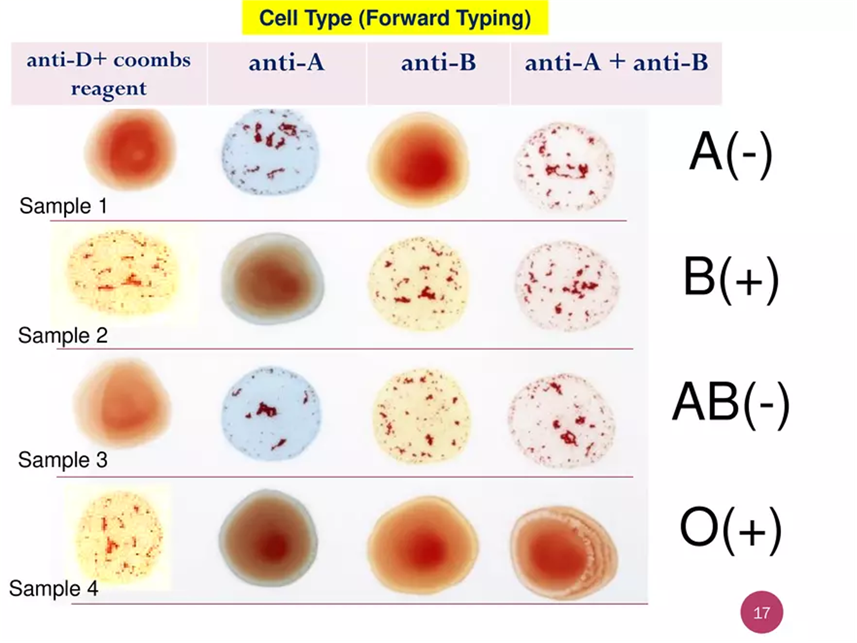 Cell Type (Forward Typing)
anti-D+ coombs
reagent
anti-A
anti-B
anti-A + anti-B
A(-)
Sample 1
B(+)
Sample 2
AB(-)
Sample 3
O(+)
Sample 4
17